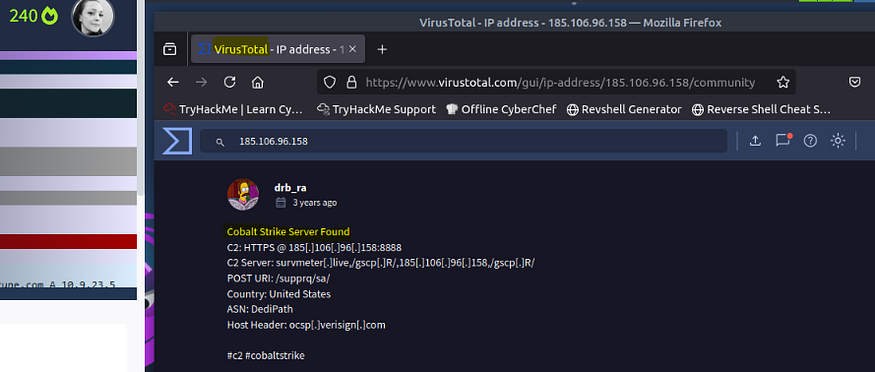 240
VirusTotal - IP address - 185.106.96.158 — Mozilla Firefox
VirusTotal - IP address - 1
https://www.virustotal.com/gui/ip-address/185.106.96.158/community
TryHackMe | Learn Cy… TryHackMe Support Offline CyberChef Revshell Generator Reverse Shell Cheat S…
185.106.96.158
drb_ra
3 years ago
Cobalt Strike Server Found
C2: HTTPS @ 185[.]106[.]96[.]158:8888
C2 Server: survmeter[.]live,/gscp[.]R/,185[.]106[.]96[.]158,/gscp[.]R/
POST URI: /supprq/sa/
Country: United States
ASN: DediPath
Host Header: ocsp[.]verisign[.]com
#c2 #cobaltstrike
une.com A 10.9.23.5